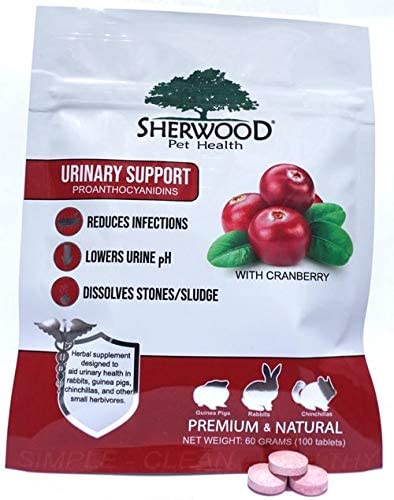 SHERWOOD®
Pet Health
URINARY SUPPORT
PROANTHOCYANIDINS
REDUCES INFECTIONS
LOWERS URINE pH
DISSOLVES STONES/SLUDGE
WITH CRANBERRY
Herbal supplement
designed to
aid urinary health in
rabbits, guinea pigs,
chinchillas, and
other small
herbivores.
Guinea Pigs
Rabbits
Chinchillas
PREMIUM & NATURAL
NET WEIGHT: 60 GRAMS (100 tablets)